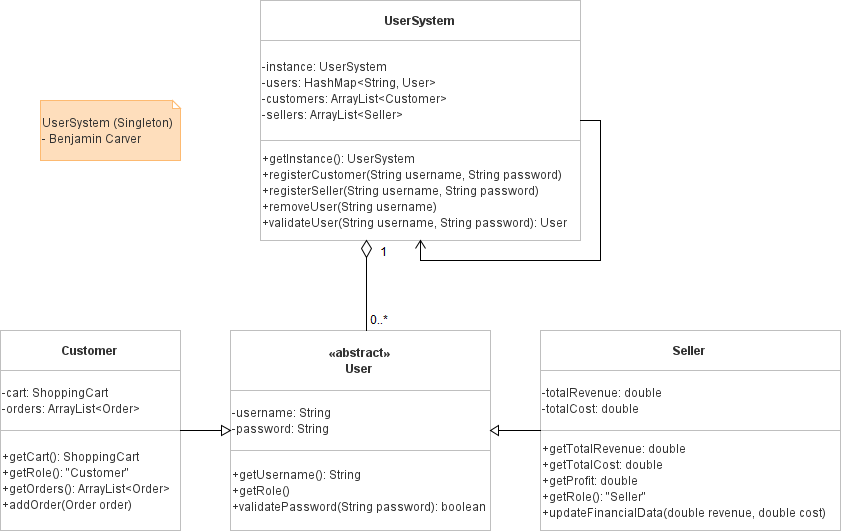 UserSystem
-instance: UserSystem
-users: HashMap<String, User>
-customers: ArrayList<Customer>
-sellers: ArrayList<Seller>
+getInstance(): UserSystem
+registerCustomer(String username, String password)
+registerSeller(String username, String password)
+removeUser(String username)
+validateUser(String username, String password): User
UserSystem (Singleton)
- Benjamin Carver
1
0..*
Customer
-cart: ShoppingCart
-orders: ArrayList<Order>
+getCart(): ShoppingCart
+getRole(): "Customer"
+getOrders(): ArrayList<Order>
+addOrder(Order order)
«abstract»
User
-username: String
-password: String
+getUsername(): String
+getRole()
+validatePassword(String password): boolean
Seller
-totalRevenue: double
-totalCost: double
+getTotalRevenue: double
+getTotalCost: double
+getProfit: double
+getRole(): "Seller"
+updateFinancialData(double revenue, double cost)